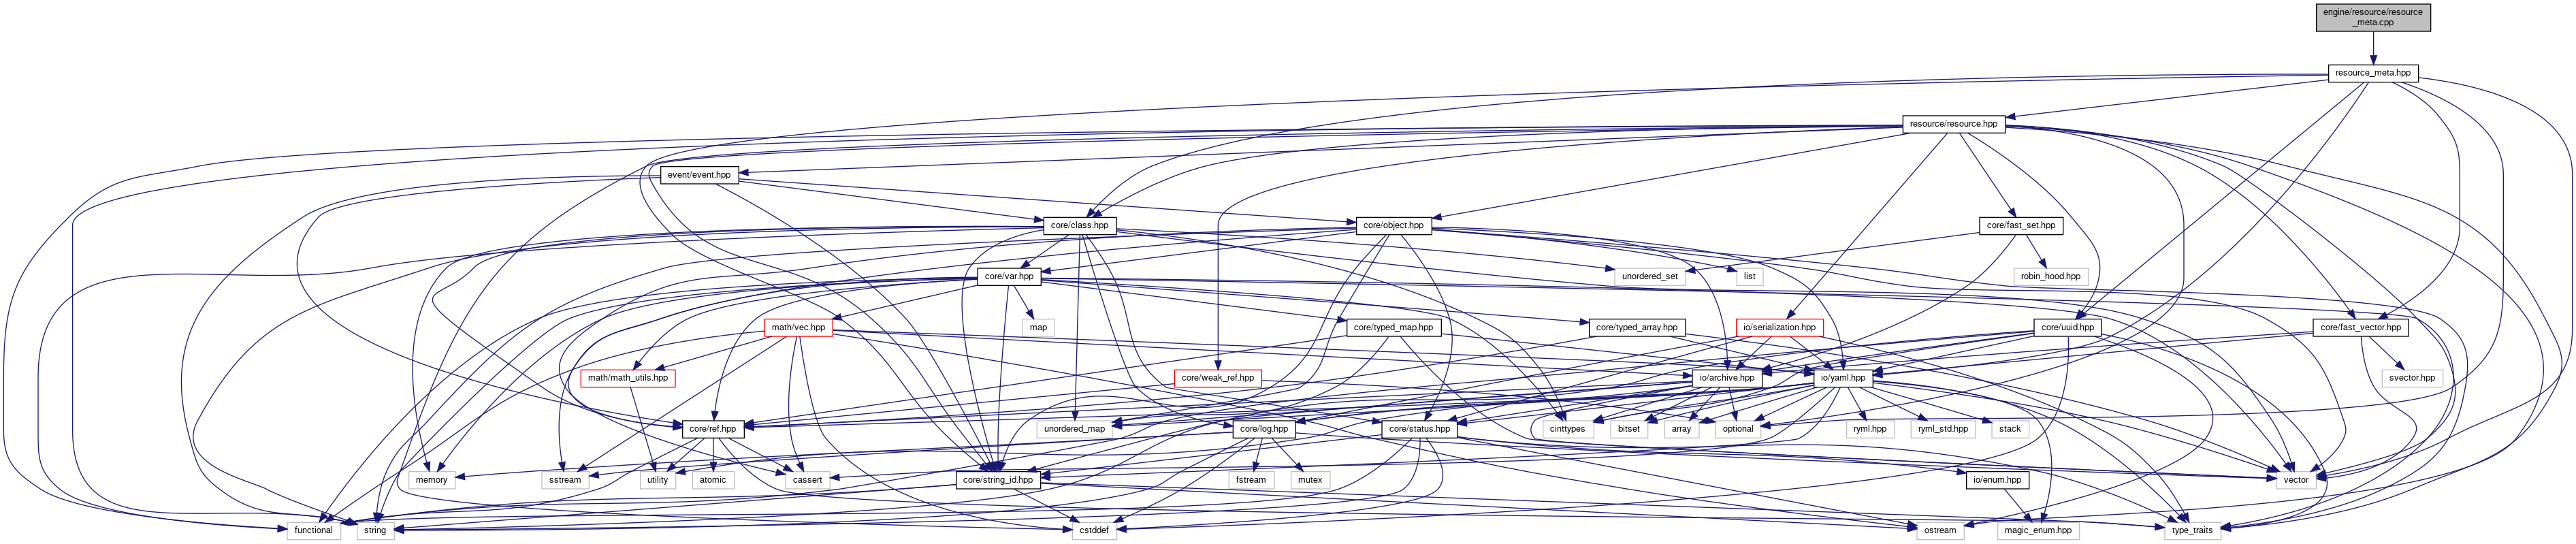 engine/resource/resource
_meta.cpp
resource_meta.hpp
resource/resource.hpp
event/event.hpp
core/class.hpp
core/object.hpp
core/fast_set.hpp
core/var.hpp
unordered_set
list
robin_hood.hpp
math/vec.hpp
map
core/typed_map.hpp
core/typed_array.hpp
io/serialization.hpp
core/uuid.hpp
core/fast_vector.hpp
math/math_utils.hpp
core/weak_ref.hpp
io/archive.hpp
io/yaml.hpp
svector.hpp
core/ref.hpp
unordered_map
core/log.hpp
core/status.hpp
cinttypes
bitset
array
optional
ryml.hpp
ryml_std.hpp
stack
memory
sstream
utility
atomic
cassert
core/string_id.hpp
fstream
mutex
io/enum.hpp
vector
functional
string
cstddef
ostream
magic_enum.hpp
type_traits